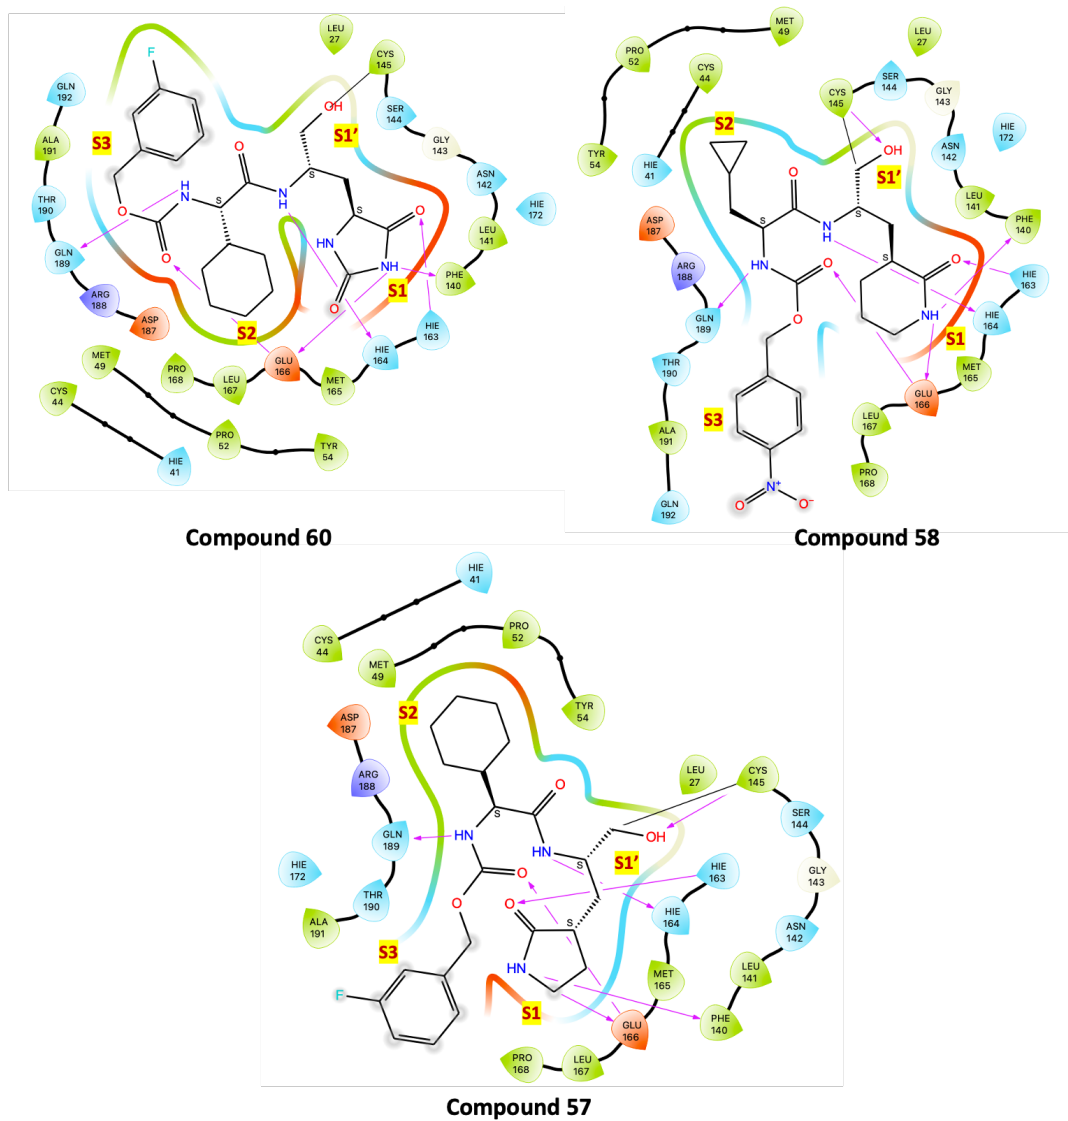 LEU
27
CYS
145
SER
144
GLY
143
ASN
142
HIE
172
LEU
141
PHE
140
HIE
163
HIE
164
MET
165
GLU
166
LEU
167
PRO
168
GLN
192
ALA
191
THR
190
GLN
189
ARG
188
ASP
187
MET
49
CYS
44
PRO
52
TYR
54
HIE
41
S3
S1’
S2
S1
F
OH
O
H
N
S
O
N
H
S
O
O
HN
NH
O
O
Compound 60
MET
49
PRO
52
CYS
44
TYR
54
HIE
41
LEU
27
SER
144
CYS
145
GLY
143
HIE
172
ASN
142
LEU
141
PHE
140
HIE
163
HIE
164
MET
165
GLU
166
LEU
167
PRO
168
ASP
187
ARG
188
GLN
189
THR
190
ALA
191
GLN
192
S2
S1’
S1
S3
OH
O
S
N
H
S
HN
O
O
S
O
NH
N+
O
O-
Compound 58
HIE
41
CYS
44
MET
49
PRO
52
TYR
54
ASP
187
ARG
188
GLN
189
HIE
172
THR
190
ALA
191
LEU
27
CYS
145
SER
144
GLY
143
HIE
163
HIE
164
ASN
142
LEU
141
MET
165
PHE
140
GLU
166
PRO
168
LEU
167
S2
S1’
S3
S1
O
S
HN
HN
OH
S
O
O
O
S
HN
F
Compound 57